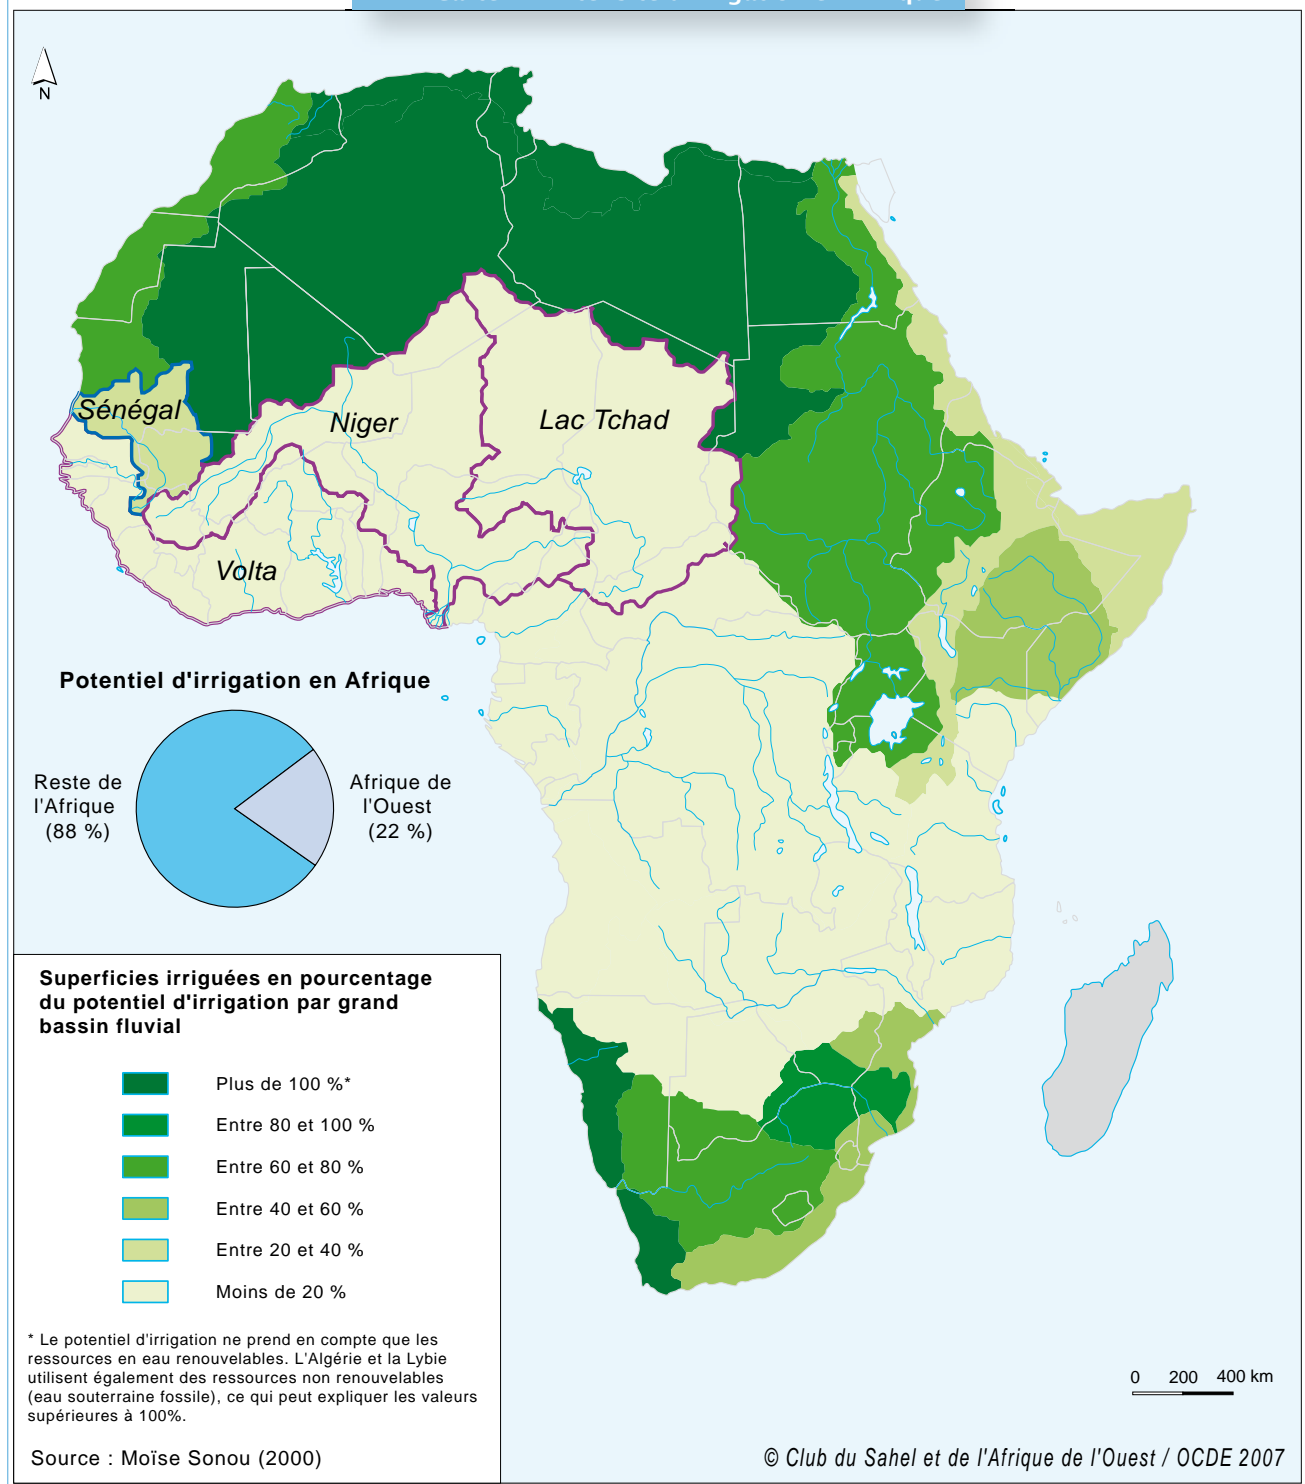 N
Sénégal
Niger
Lac Tchad
Volta
Potentiel d'irrigation en Afrique
Reste de
l'Afrique
(88 %)
Afrique de
l'Ouest
(22 %)
Superficies irriguées en pourcentage
du potentiel d'irrigation par grand
bassin fluvial
Plus de 100 %*
Entre 80 et 100 %
Entre 60 et 80 %
Entre 40 et 60 %
Entre 20 et 40 %
Moins de 20 %
* Le potentiel d'irrigation ne prend en compte que les
ressources en eau renouvelables. L'Algérie et la Lybie
utilisent également des ressources non renouvelables
(eau souterraine fossile), ce qui peut expliquer les valeurs
supérieures à 100%.
Source : Moïse Sonou (2000)
0 200 400 km
© Club du Sahel et de l'Afrique de l'Ouest / OCDE 2007